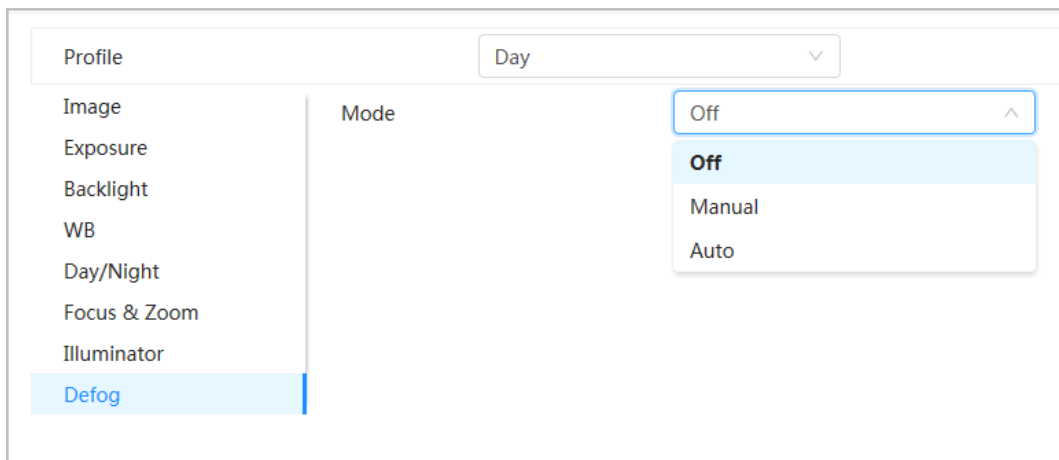 Profile
Day
Image
Mode
Off
Exposure
Off
Backlight
Manual
WB
Auto
Day/Night
Focus & Zoom
Illuminator
Defog